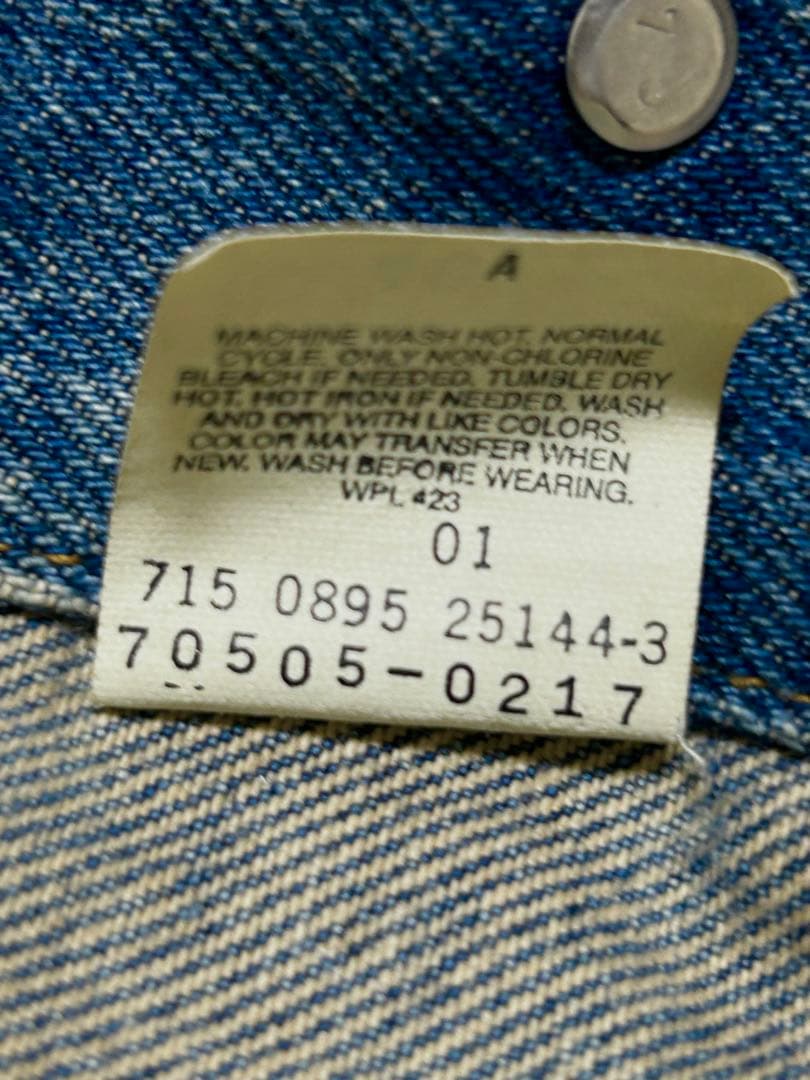 A
MACHINE WASH HOT. NORMAL
CYCLE. ONLY NON-CHLORINE
BLEACH IF NEEDED. TUMBLE DRY
HOT. HOT IRON IF NEEDED. WASH
AND DRY WITH LIKE COLORS.
COLOR MAY TRANSFER WHEN
NEW. WASH BEFORE WEARING.
WPL 423
01
715 0895 25144-3
70505-0217